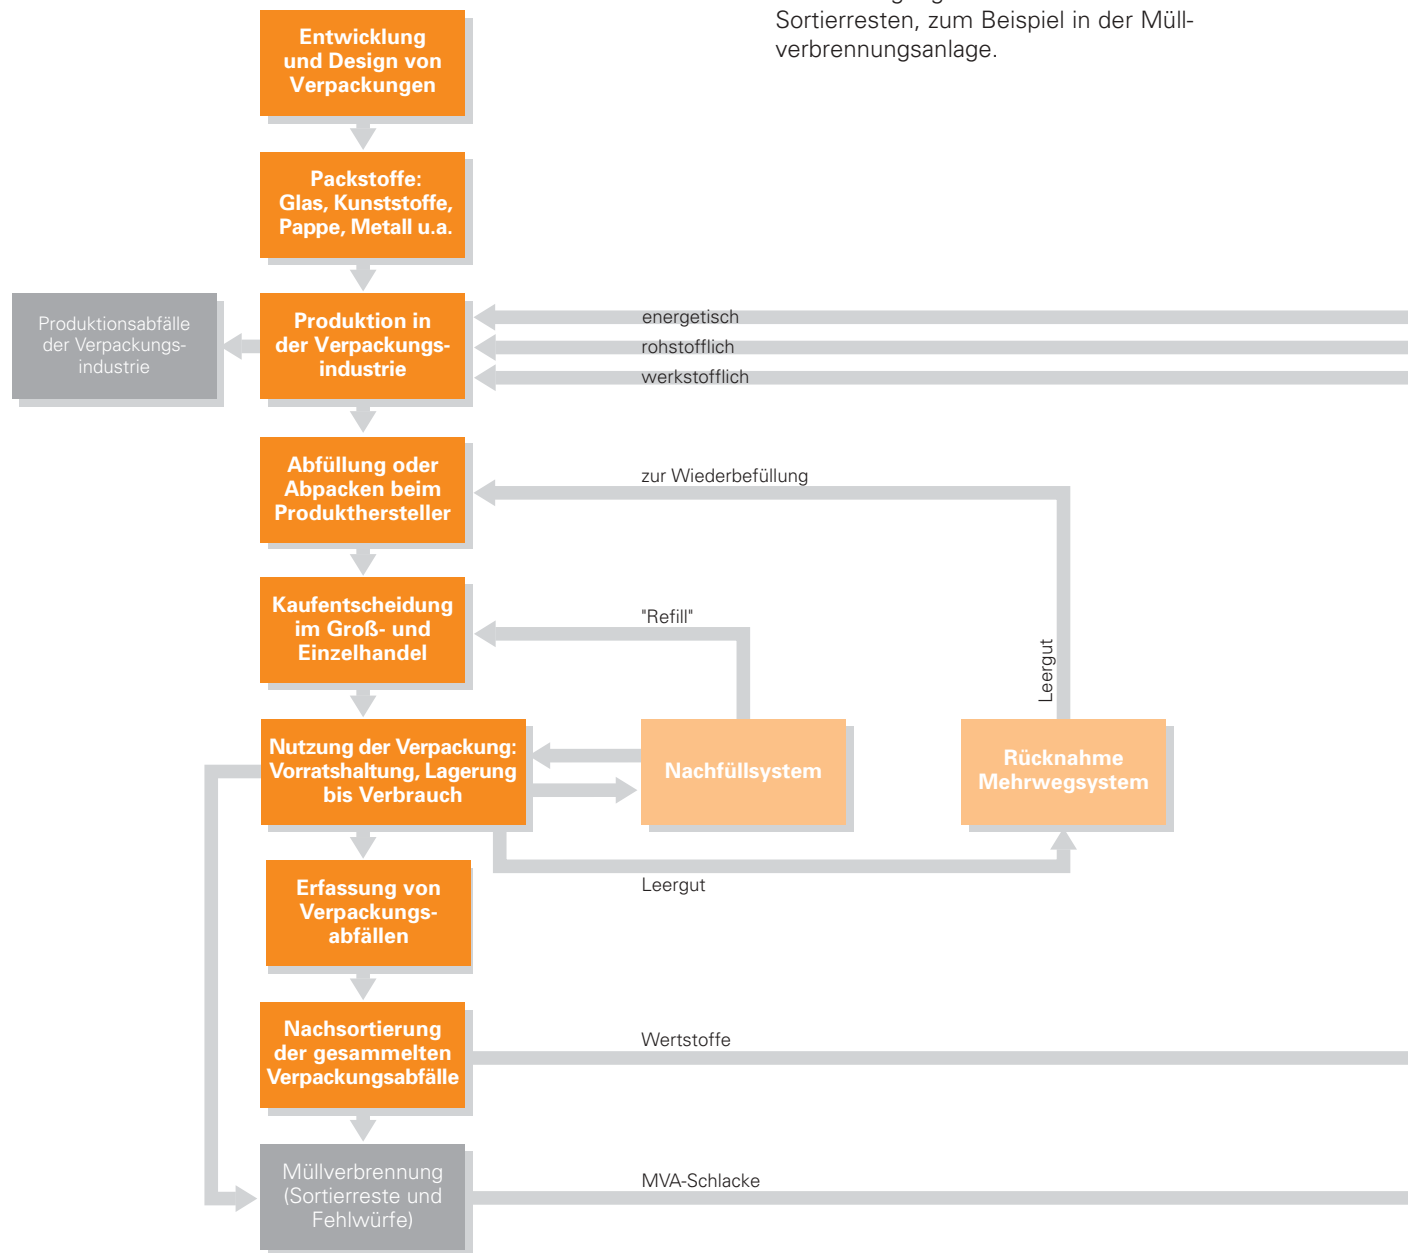 Sortierresten, zum Beispiel in der Müll-
verbrennungsanlage.
Entwicklung
und Design von
Verpackungen
Packstoffe:
Glas, Kunststoffe,
Pappe, Metall u.a.
Produktionsabfälle
der Verpackungs-
industrie
Produktion in
der Verpackungs-
industrie
energetisch
rohstofflich
werkstofflich
Abfüllung oder
Abpacken beim
Produkthersteller
zur Wiederbefüllung
Kaufentscheidung
im Groß- und
Einzelhandel
"Refill"
Leergut
Nutzung der Verpackung:
Vorratshaltung, Lagerung
bis Verbrauch
Nachfüllsystem
Rücknahme
Mehrwegsystem
Leergut
Erfassung von
Verpackungs-
abfällen
Nachsortierung
der gesammelten
Verpackungsabfälle
Wertstoffe
Müllverbrennung
(Sortierreste und
Fehlwürfe)
MVA-Schlacke